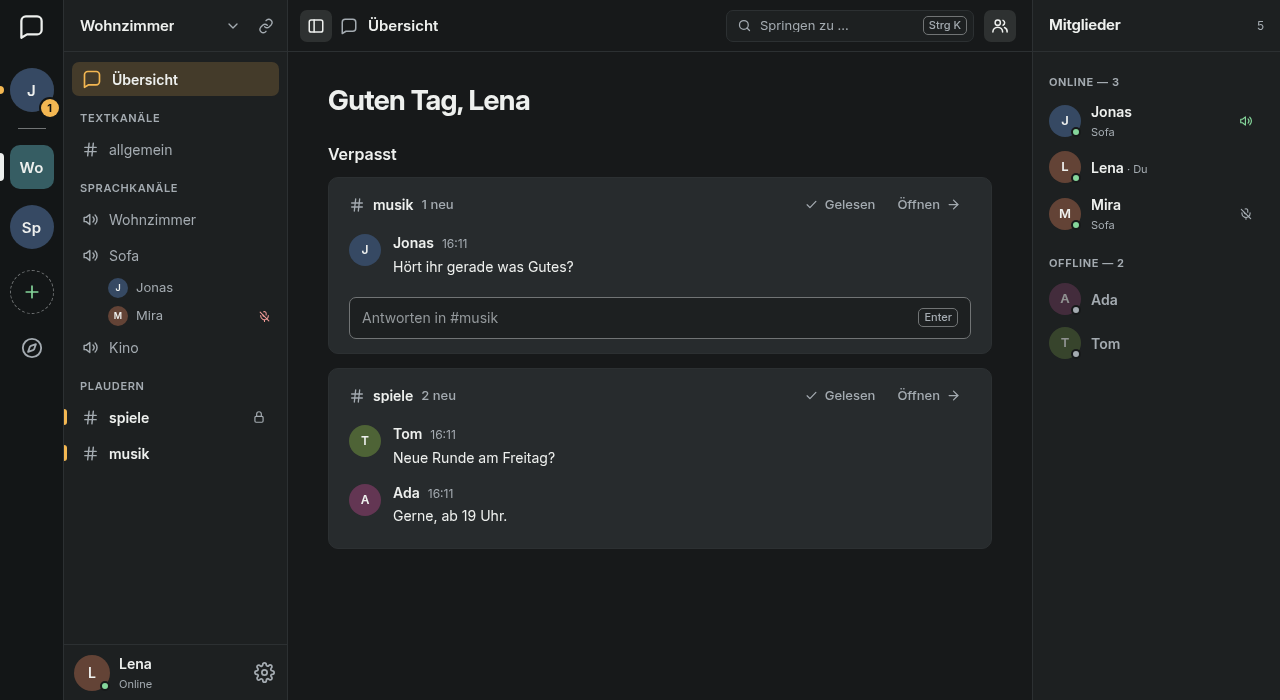 J
1
Wo
Sp
Wohnzimmer
Übersicht
TEXTKANÄLE
allgemein
SPRACHKANÄLE
Wohnzimmer
Sofa
J Jonas
M Mira
Kino
PLAUDERN
spiele
musik
L Lena
Online
Übersicht
Springen zu ... Strg K
Guten Tag, Lena
Verpasst
# musik 1 neu Gelesen Öffnen
J Jonas 16:11
Hört ihr gerade was Gutes?
Antworten in #musik Enter
# spiele 2 neu Gelesen Öffnen
T Tom 16:11
Neue Runde am Freitag?
A Ada 16:11
Gerne, ab 19 Uhr.
Mitglieder 5
ONLINE — 3
J Jonas
Sofa
L Lena · Du
M Mira
Sofa
OFFLINE — 2
A Ada
T Tom